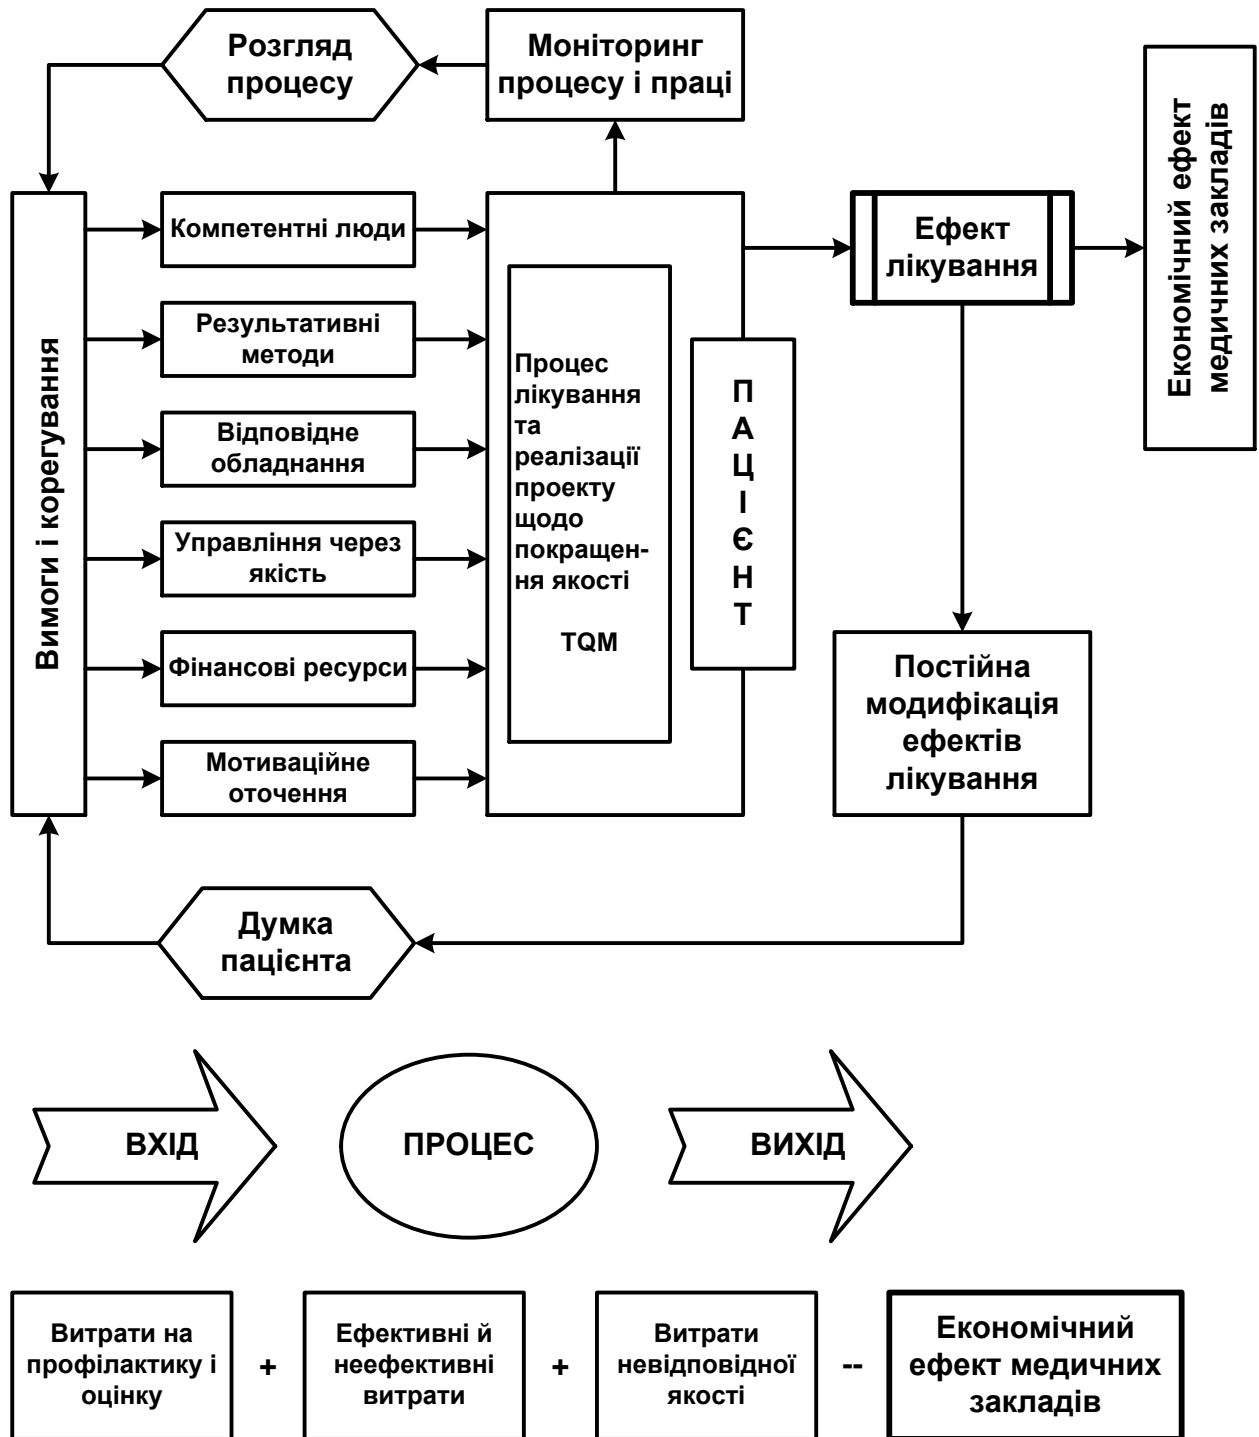 Розгляд
процесу
Моніторинг
процесу і праці
Економічний ефект
медичних закладів
Вимоги і корегування
Компетентні люди
Результативні
методи
Відповідне
обладнання
Управління через
якість
Фінансові ресурси
Мотиваційне
оточення
Процес
лікування
та
реалізації
проекту
щодо
покращен-
ня якості
TQM
П
А
Ц
І
Є
Н
Т
Ефект
лікування
Постійна
модифікація
ефектів
лікування
Думка
пацієнта
ВХІД
ПРОЦЕС
ВИХІД
Витрати на
профілактику і
оцінку
+
Ефективні й
неефективні
витрати
+
Витрати
невідповідної
якості
--
Економічний
ефект медичних
закладів